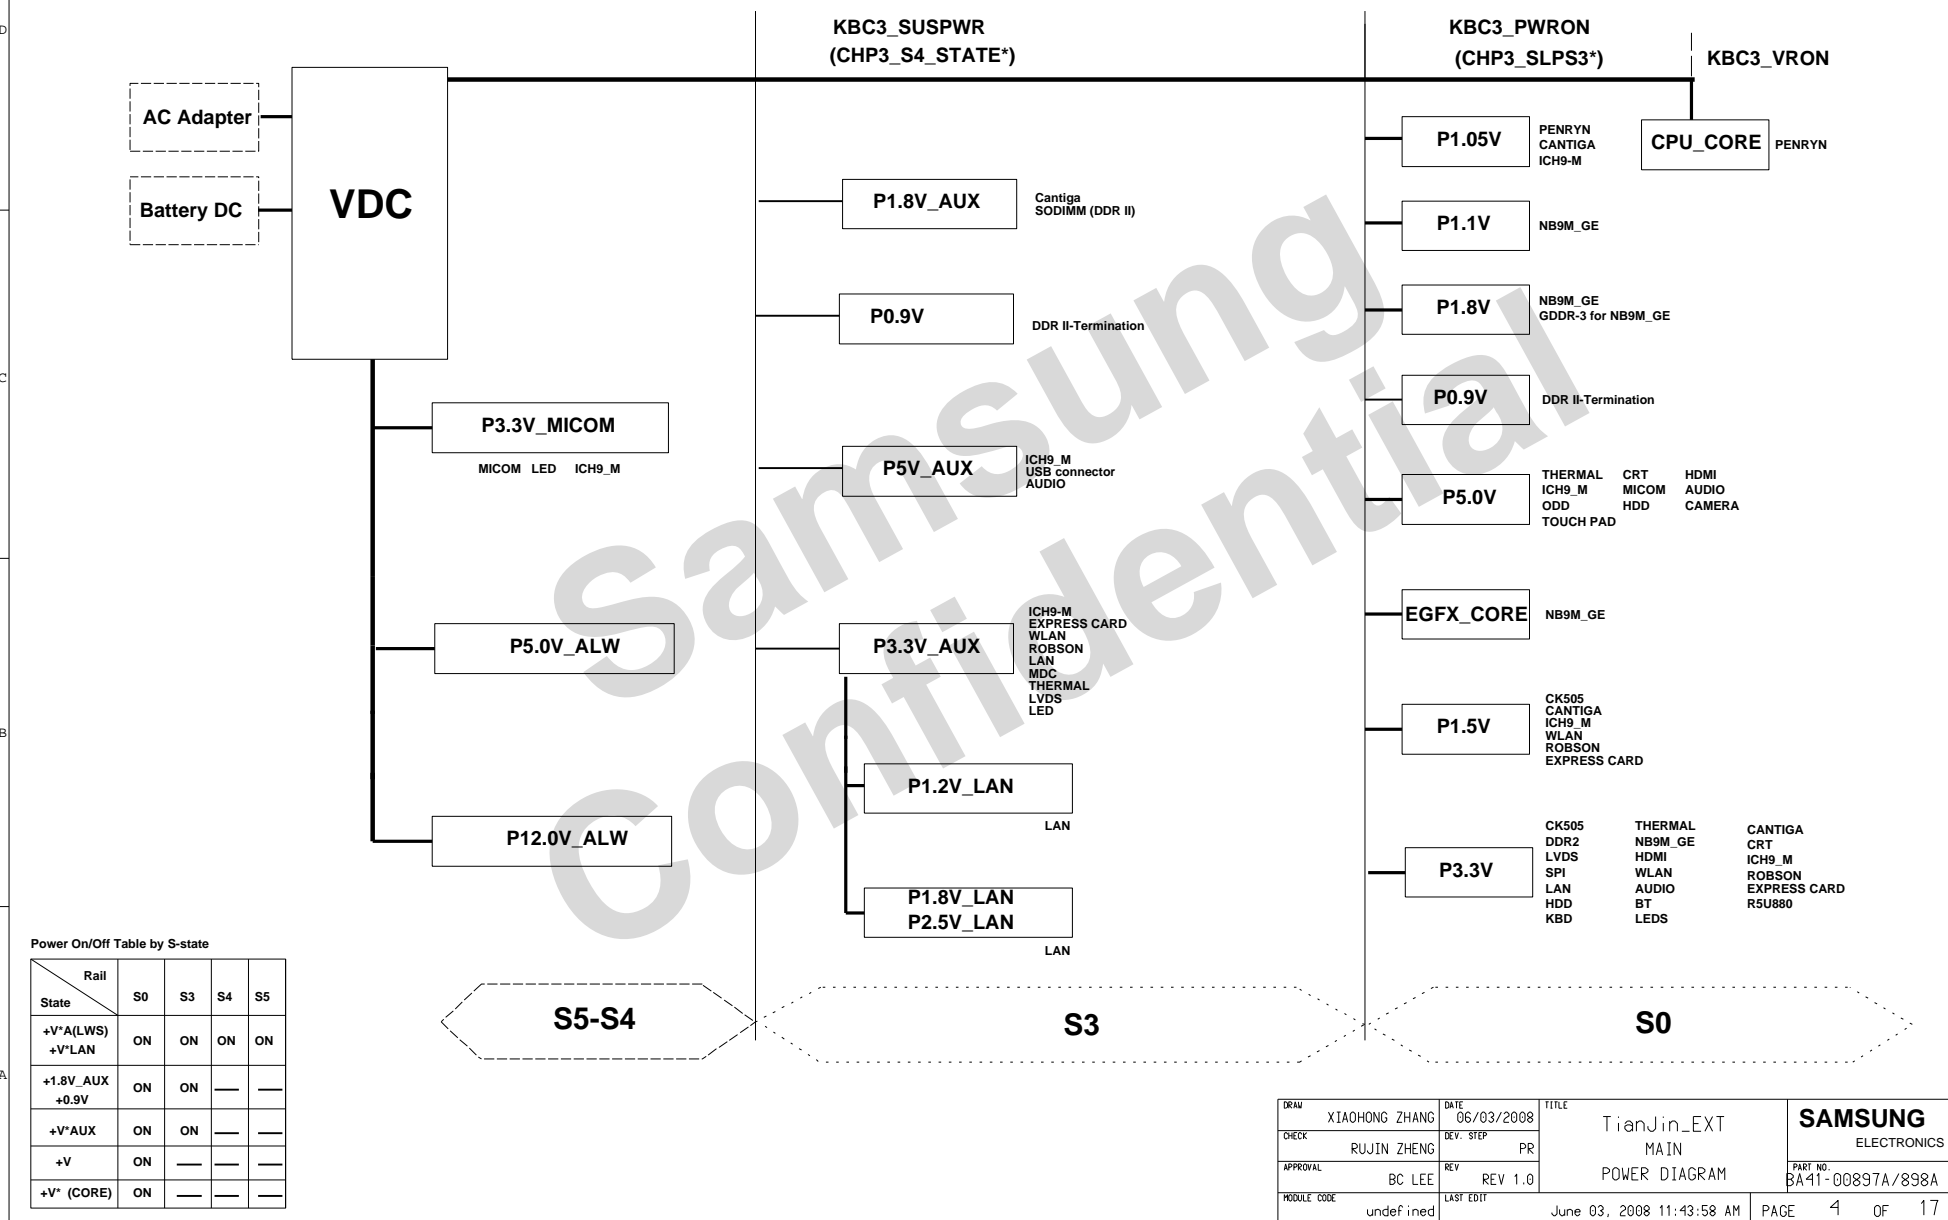 D
C
B
A
KBC3_SUSPWR
(CHP3_S4_STATE*)
KBC3_PWRON
(CHP3_SLPS3*)
KBC3_VRON
AC Adapter
Battery DC
VDC
P3.3V_MICOM
MICOM LED ICH9_M
P5.0V_ALW
P12.0V_ALW
P1.8V_AUX
Cantiga
SODIMM (DDR II)
P0.9V
DDR II-Termination
P5V_AUX
ICH9_M
USB connector
AUDIO
P3.3V_AUX
ICH9-M
EXPRESS CARD
WLAN
ROBSON
LAN
MDC
THERMAL
LVDS
LED
P1.2V_LAN
LAN
P1.8V_LAN
P2.5V_LAN
LAN
P1.05V
PENRYN
CANTIGA
ICH9-M
CPU_CORE
PENRYN
P1.1V
NB9M_GE
P1.8V
NB9M_GE
GDDR-3 for NB9M_GE
P0.9V
DDR II-Termination
P5.0V
THERMAL CRT HDMI
ICH9_M MICOM AUDIO
ODD HDD CAMERA
TOUCH PAD
EGFX_CORE
NB9M_GE
P1.5V
CK505
CANTIGA
ICH9_M
WLAN
ROBSON
EXPRESS CARD
P3.3V
CK505 THERMAL CANTIGA
DDR2 NB9M_GE CRT
LVDS HDMI ICH9_M
SPI WLAN ROBSON
LAN AUDIO EXPRESS CARD
HDD BT R5U880
KBD LEDS
Samsung
Confidential
S5-S4
S3
S0
Power On/Off Table by S-state
Rail
State S0 S3 S4 S5
+V*A(LWS)
+V*LAN
ON ON ON ON
+1.8V_AUX
+0.9V
ON ON — —
+V*AUX ON ON — —
+V ON — — —
+V* (CORE) ON — — —
DRAW XIAOHONG ZHANG DATE 06/03/2008
CHECK RUJIN ZHENG DEV. STEP PR
APPROVAL BC LEE REV REV 1.0
MODULE CODE undefined LAST EDIT June 03, 2008 11:43:58 AM
TITLE
TianJin_EXT
MAIN
POWER DIAGRAM
SAMSUNG
ELECTRONICS
PART NO.
BA41-00897A/898A
PAGE 4 OF 17